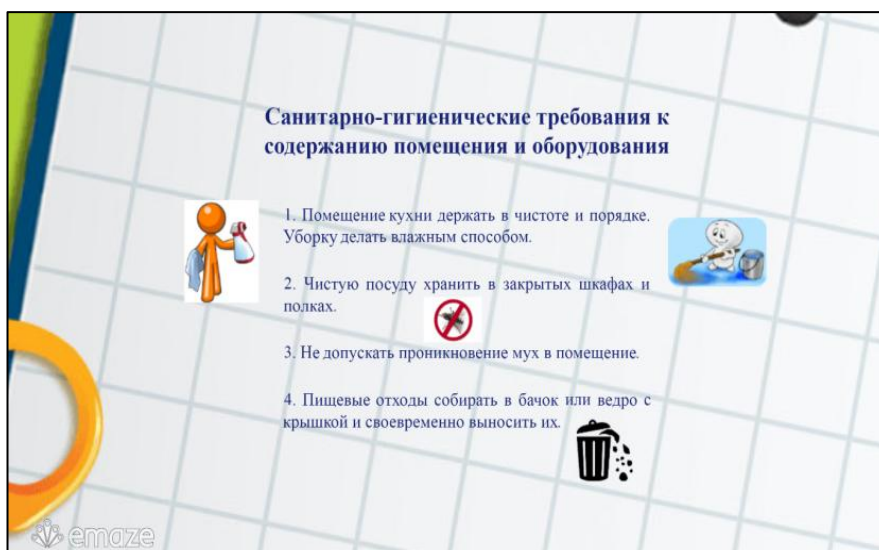 Санитарно-гигиенические требования к
содержанию помещения и оборудования
1. Помещение кухни держать в чистоте и порядке.
Уборку делать влажным способом.
2. Чистую посуду хранить в закрытых шкафах и
полках.
3. Не допускать проникновение мух в помещение.
4. Пищевые отходы собирать в бачок или ведро с
крышкой и своевременно выносить их.
emaze